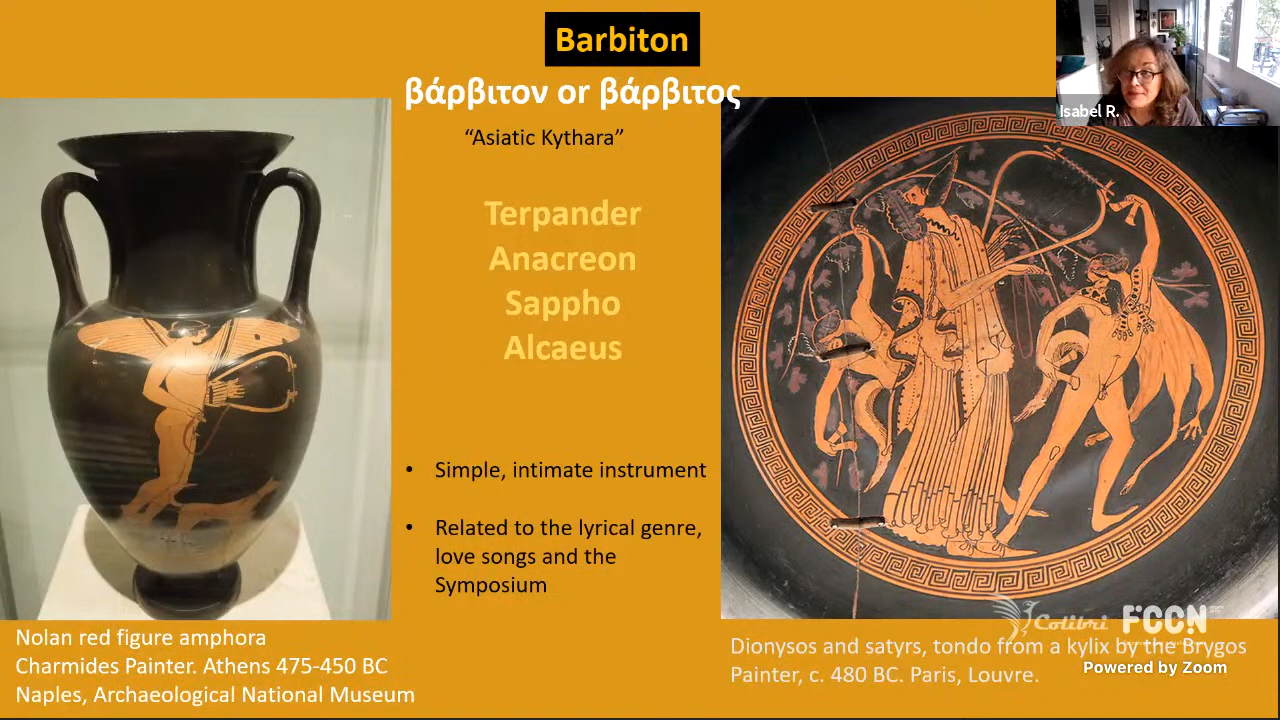 Barbiton
βάρβιτον or βάρβιτος
“Asiatic Kythara”
Isabel R.
Terpander
Anacreon
Sappho
Alcaeus
• Simple, intimate instrument
• Related to the lyrical genre,
love songs and the
Symposium
Nolan red figure amphora
Charmides Painter. Athens 475-450 BC
Naples, Archaeological National Museum
Dionysos and satyrs, tondo from a kylix by the Brygos
Painter, c. 480 BC. Paris, Louvre.
Colibri FCCN
Powered by Zoom